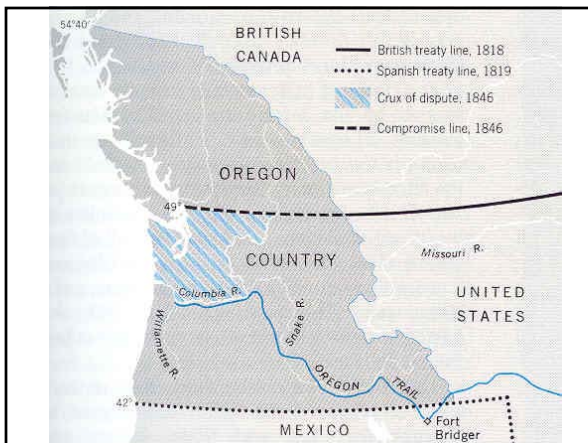 54°40'
BRITISH
CANADA
British treaty line, 1818
Spanish treaty line, 1819
Crux of dispute, 1846
Compromise line, 1846
OREGON
49°
COUNTRY
Missouri R.
Columbia R.
UNITED
STATES
Snake R.
Willamette R.
OREGON TRAIL
42°
MEXICO
Fort
Bridger